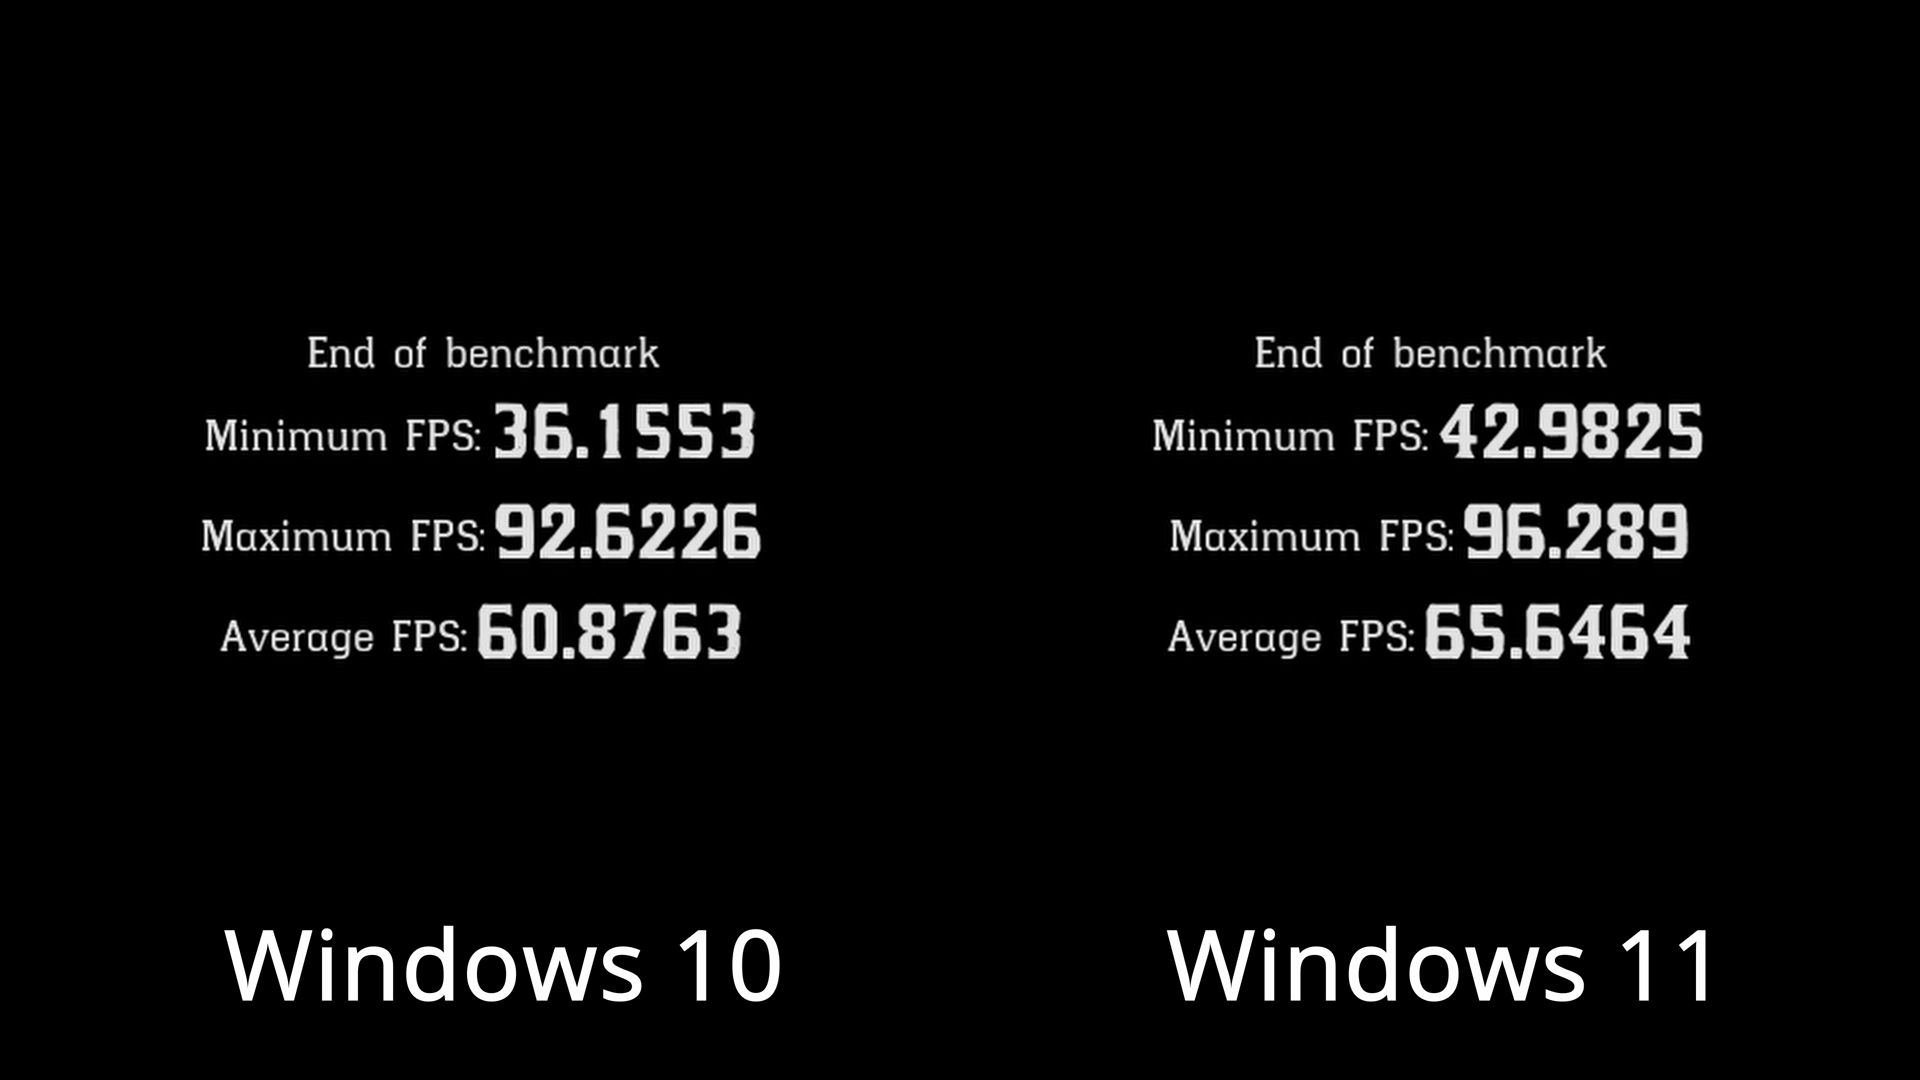 End of benchmark
Minimum FPS: 36.1553
Maximum FPS: 92.6226
Average FPS: 60.8763
Windows 10
End of benchmark
Minimum FPS: 42.9825
Maximum FPS: 96.289
Average FPS: 65.6464
Windows 11